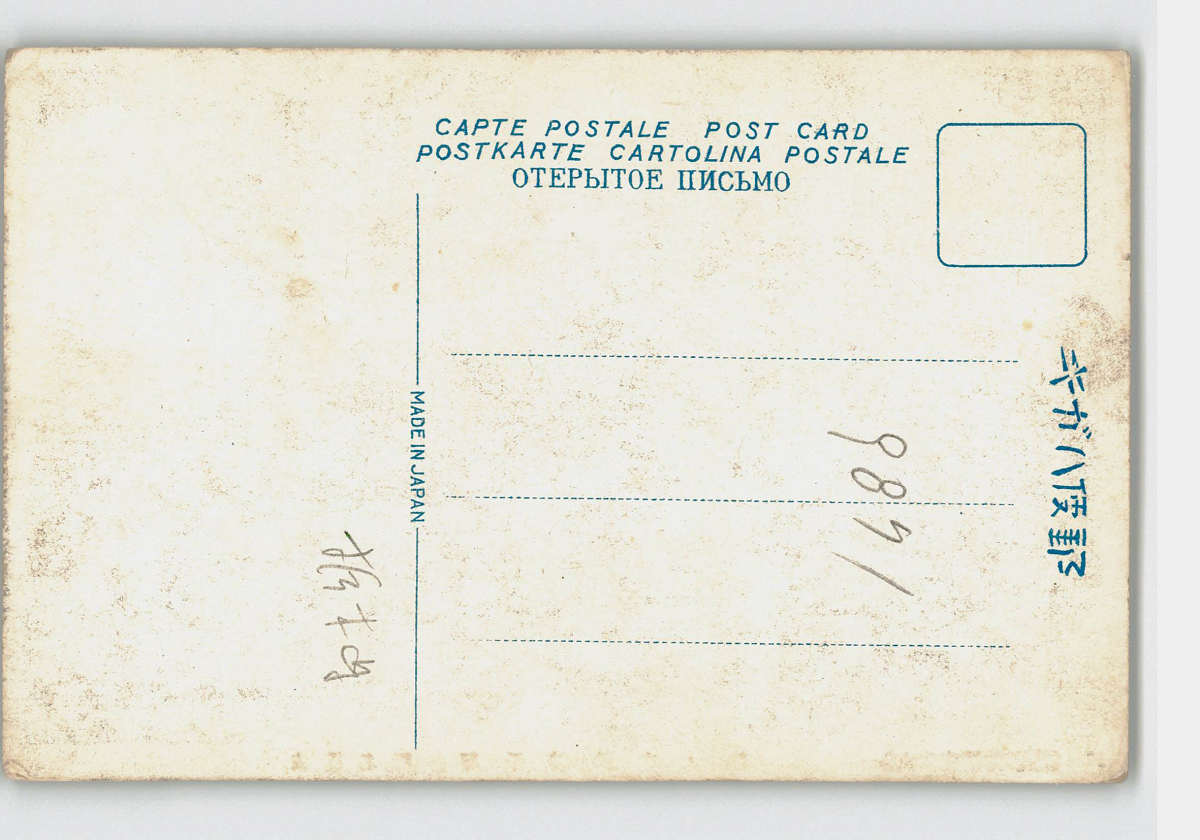 CAPTE POSTALE POST CARD
POSTKARTE CARTOLINA POSTALE
ОТЕРЫТОЕ ПИСЬМО
MADE IN JAPAN
郵便ハガキ